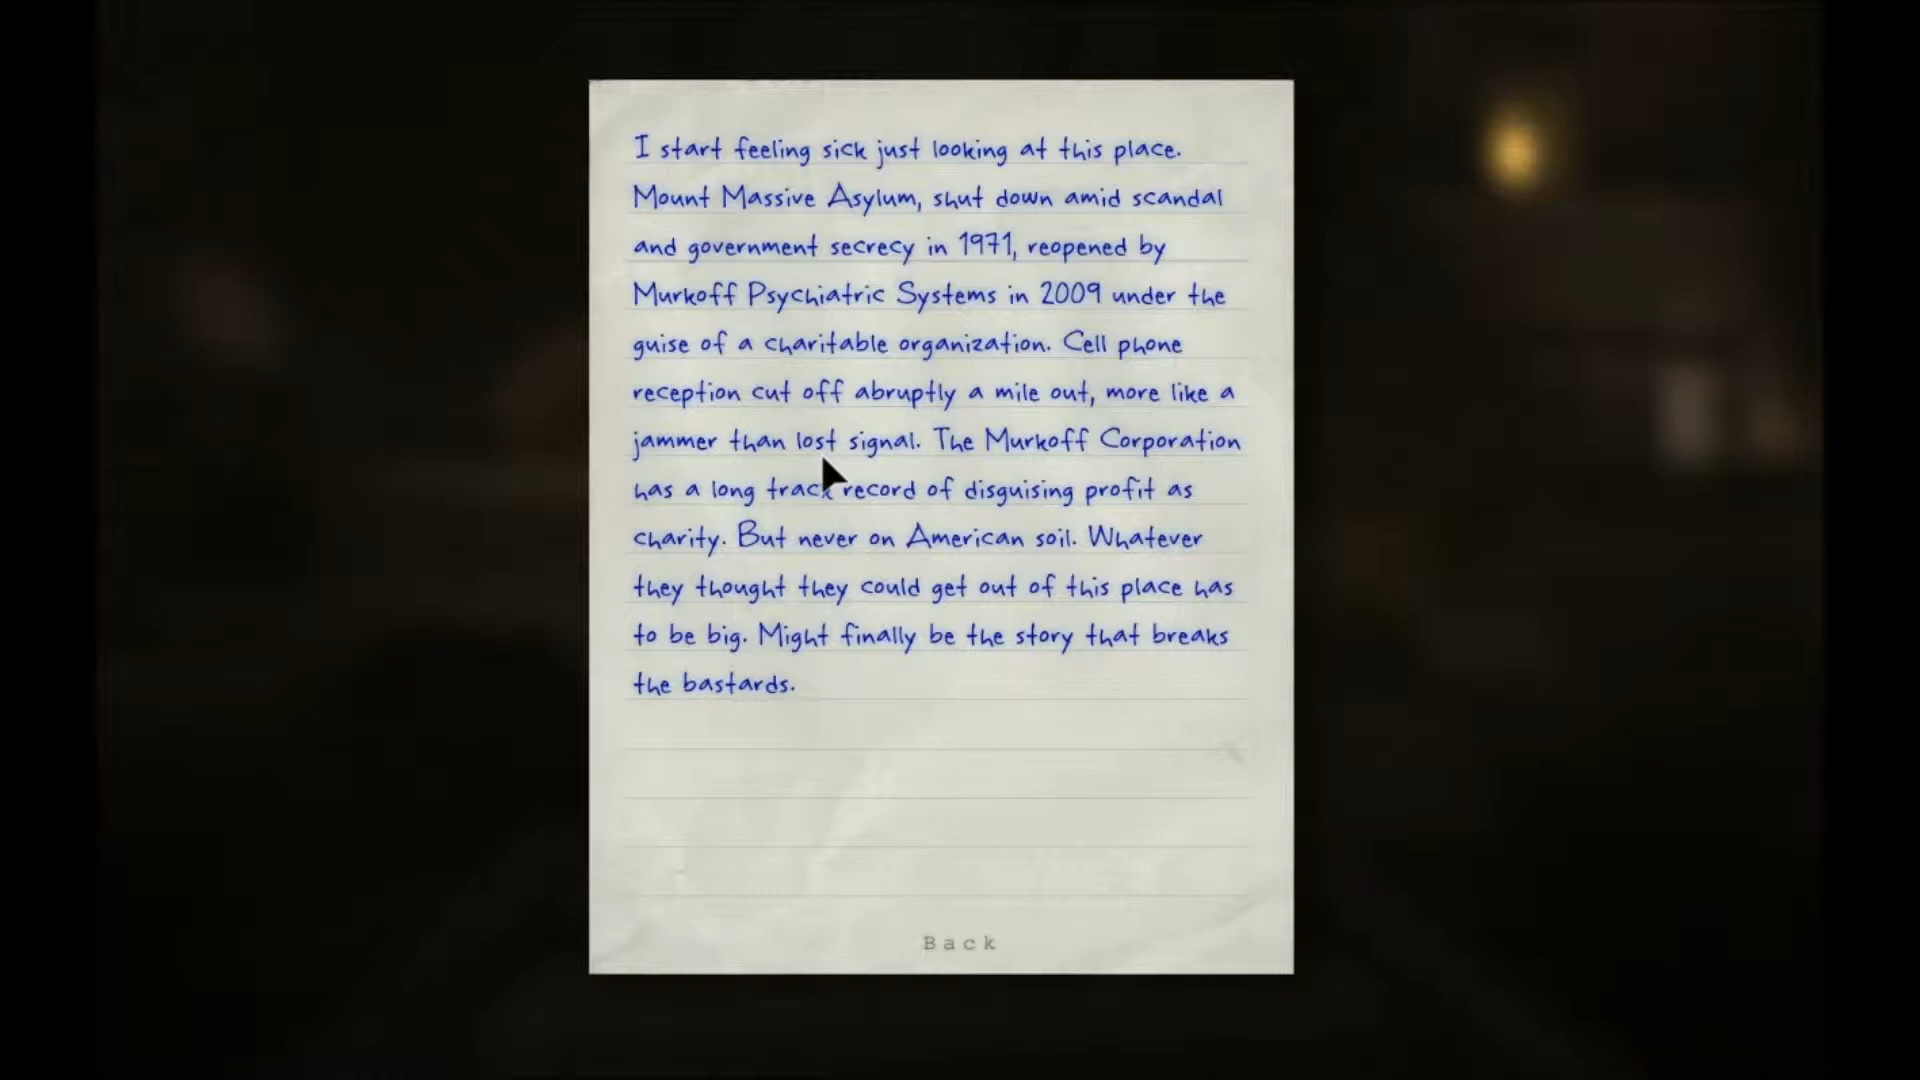 I start feeling sick just looking at this place.
Mount Massive Asylum, shut down amid scandal
and government secrecy in 1971, reopened by
Murkoff Psychiatric Systems in 2009 under the
guise of a charitable organization. Cell phone
reception cut off abruptly a mile out, more like a
jammer than lost signal. The Murkoff Corporation
has a long track record of disguising profit as
charity. But never on American soil. Whatever
they thought they could get out of this place has
to be big. Might finally be the story that breaks
the bastards.
Back